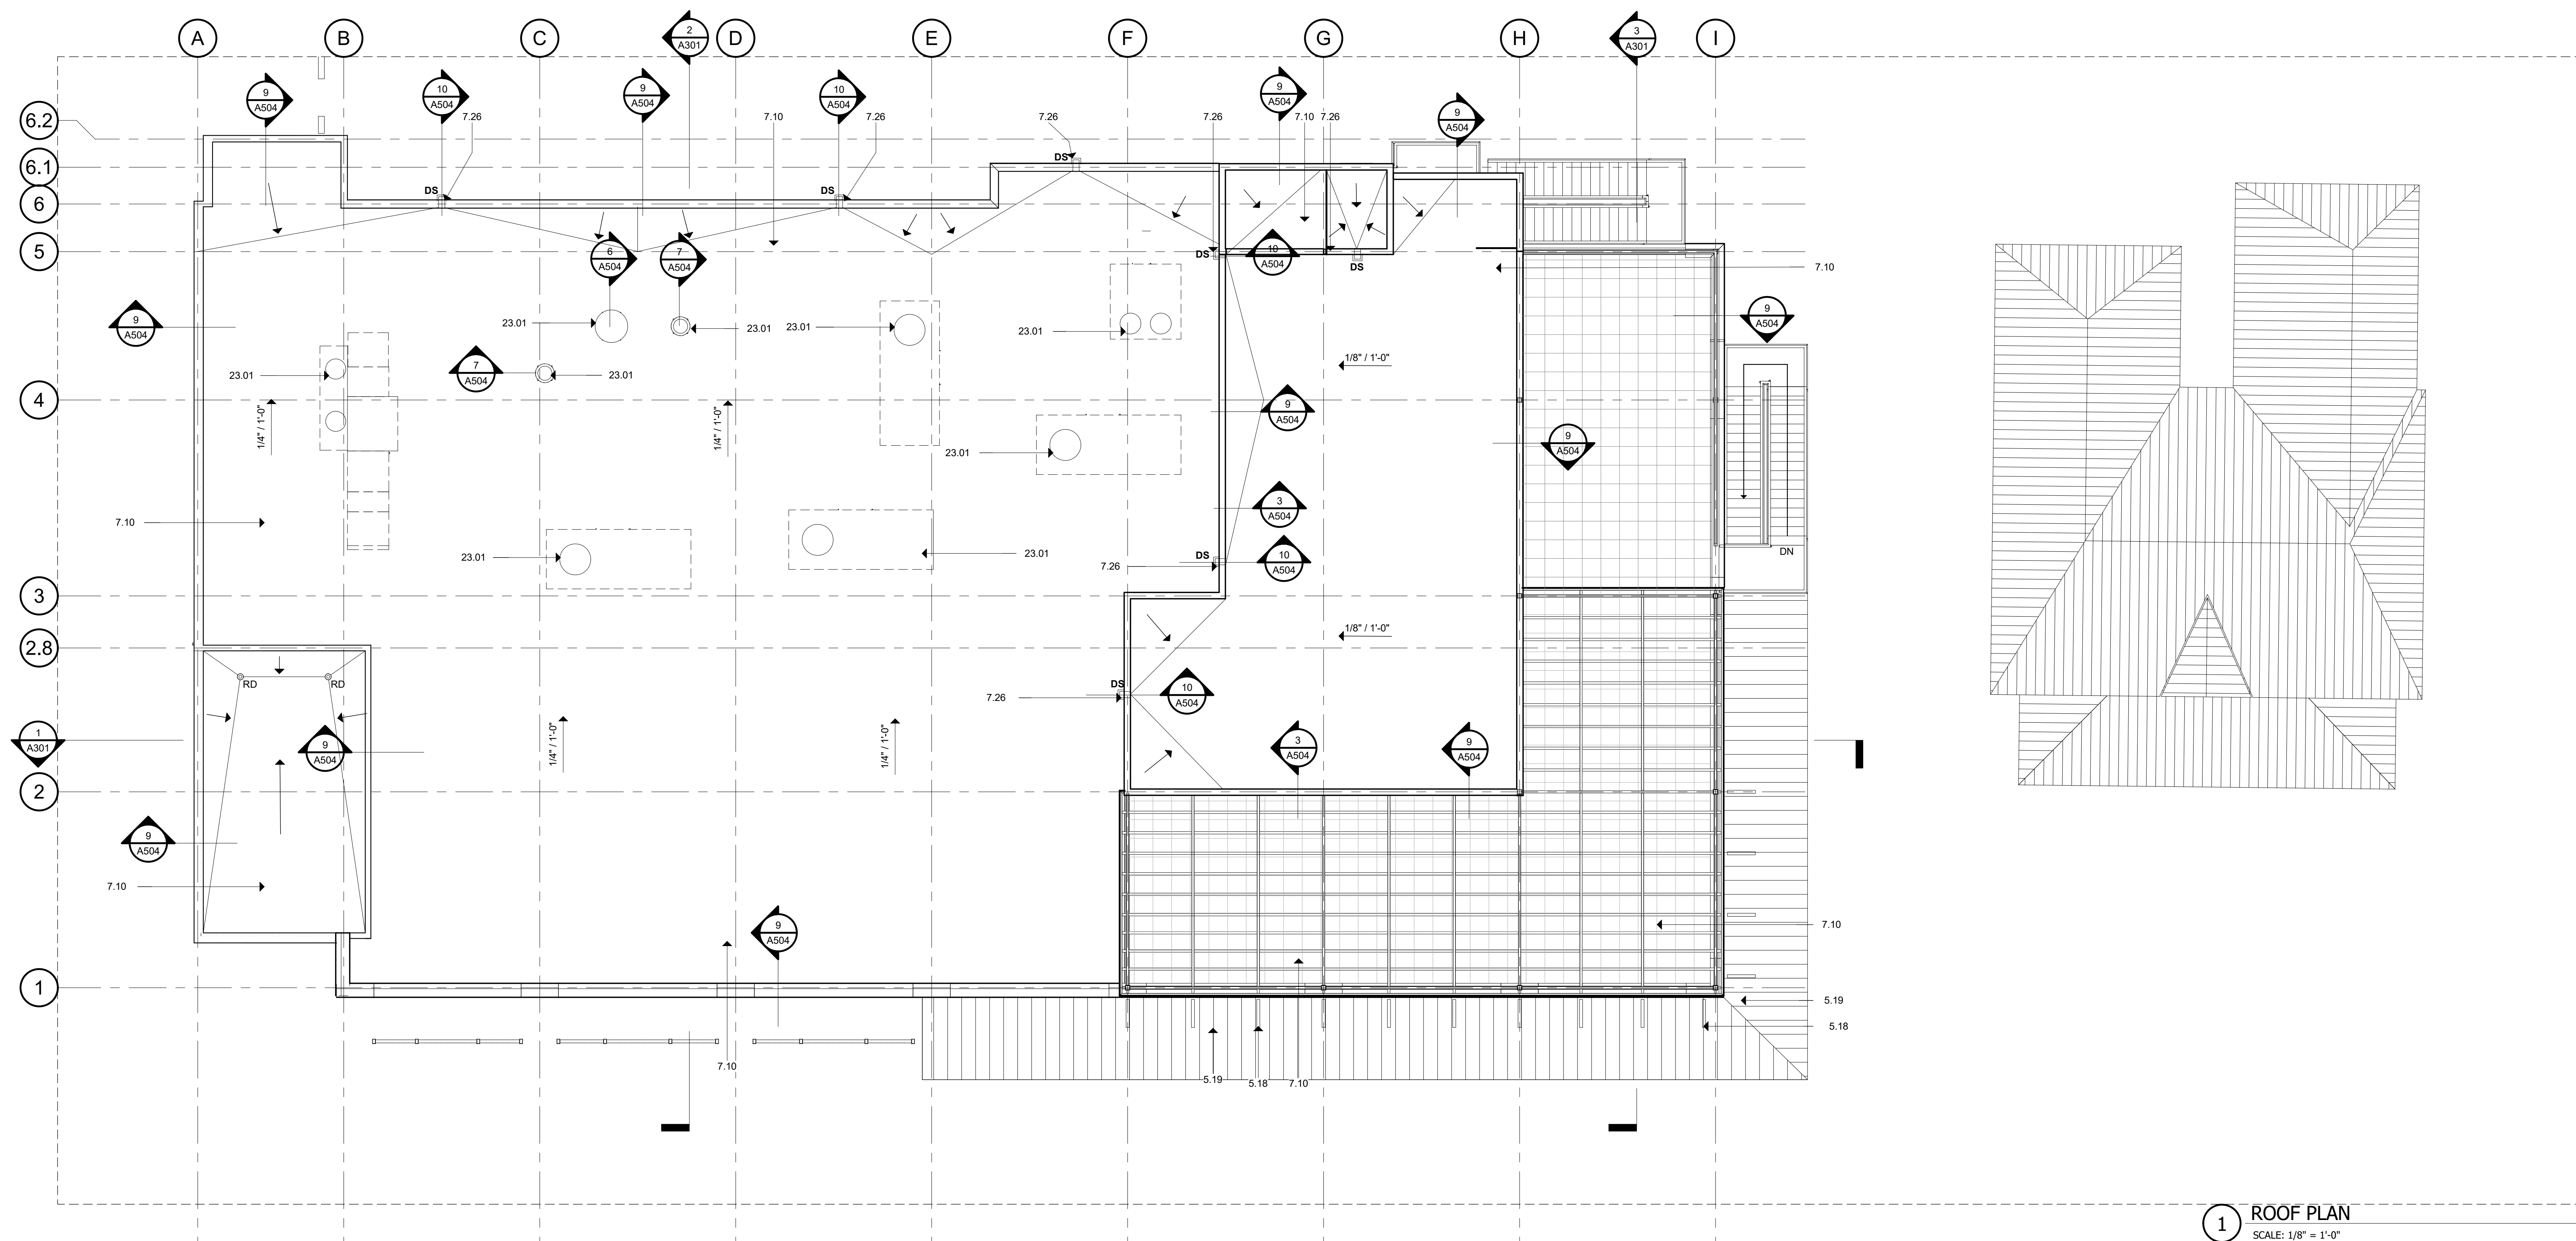 A
B
C
D
E
F
G
H
I
2
A301
3
A301
9
A504
10
A504
9
A504
10
A504
9
A504
9
A504
6.2
7.26
7.10
7.26
7.26
7.26
7.10
7.26
6.1
DS
6
DS
DS
5
DS
10
A504
DS
6
A504
7
A504
7.10
9
A504
9
A504
23.01
23.01
23.01
23.01
1/8" / 1'-0"
23.01
7
A504
23.01
4
1/4" / 1'-0"
1/4" / 1'-0"
9
A504
9
A504
23.01
3
A504
7.10
23.01
23.01
DS
10
A504
7.26
DN
3
1/8" / 1'-0"
2.8
RD
RD
DS
10
A504
7.26
1
A301
9
A504
1/4" / 1'-0"
1/4" / 1'-0"
3
A504
9
A504
2
9
A504
7.10
9
A504
7.10
1
5.19
5.18
7.10
5.19
5.18
7.10
1
ROOF PLAN
SCALE: 1/8" = 1'-0"